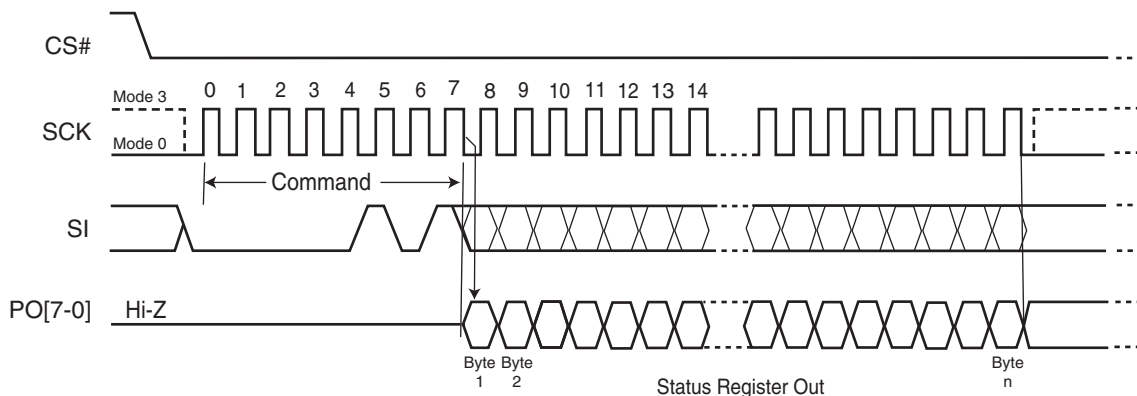 CS#
Mode 3
SCK
Mode 0
0 1 2 3 4 5 6 7 8 9 10 11 12 13 14
Command
SI
PO[7-0]
Hi-Z
Byte 1
Byte 2
Byte n
Status Register Out